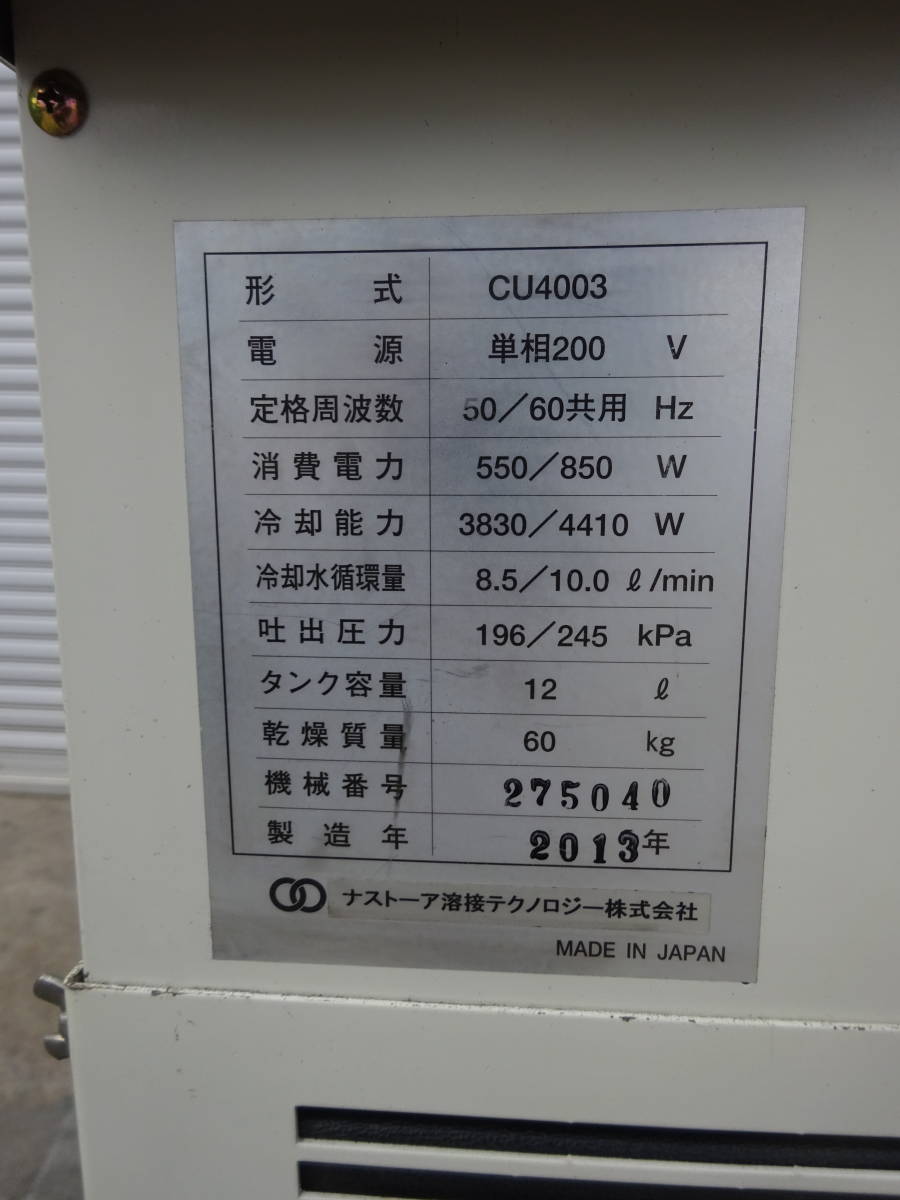 形式 CU4003
電源 単相200 V
定格周波数 50／60共用 Hz
消費電力 550／850 W
冷却能力 3830／4410 W
冷却水循環量 8.5／10.0 ℓ/min
吐出圧力 196／245 kPa
タンク容量 12 ℓ
乾燥質量 60 kg
機械番号 275040
製造年 2013年
ナストーア溶接テクノロジー株式会社
MADE IN JAPAN